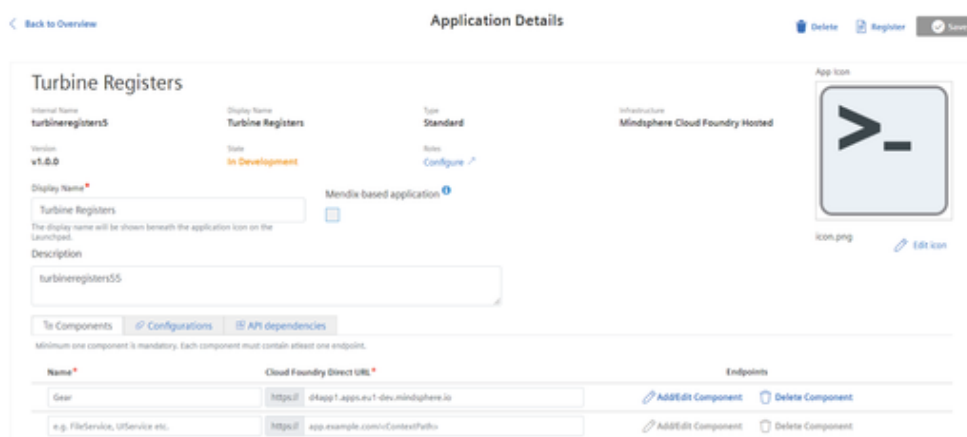 Back to Overview
Application Details
Delete
Register
Save
Turbine Registers
App Icon
Internal Name
Display Name
Type
Infrastructure
turbineregisters5
Turbine Registers
Standard
Mindsphere Cloud Foundry Hosted
Version
State
Roles
v1.0.0
In Development
Configure
Display Name*
Mendix based application
Turbine Registers
The display name will be shown beneath the application icon on the
Launchpad.
icon.png
Edit icon
Description
turbineregisters55
Components
Configurations
API dependencies
Minimum one component is mandatory. Each component must contain atleast one endpoint.
Name*
Cloud Foundry Direct URL*
Endpoints
Gear
https://
d4app1.apps.eu1-dev.mindsphere.io
Add/Edit Component
Delete Component
e.g. FileService, UIService etc.
https://
app.example.com/<ContextPath>
Add/Edit Component
Delete Component